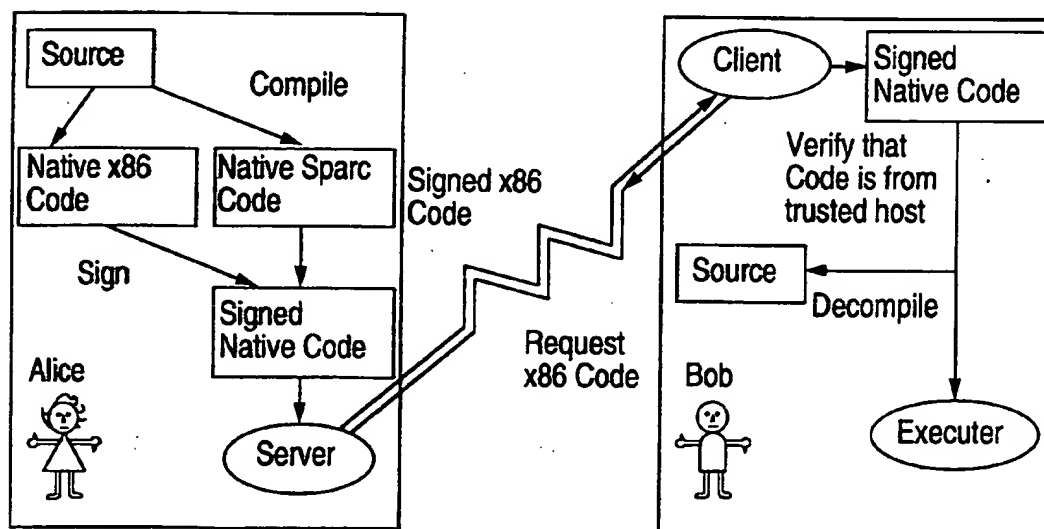 Source
Compile
Native x86
Code
Native Sparc
Code
Sign
Signed
Native Code
Alice
Server
Signed x86
Code
Request
x86 Code
Client
Signed
Native Code
Verify that
Code is from
trusted host
Source
Decompile
Bob
Executer